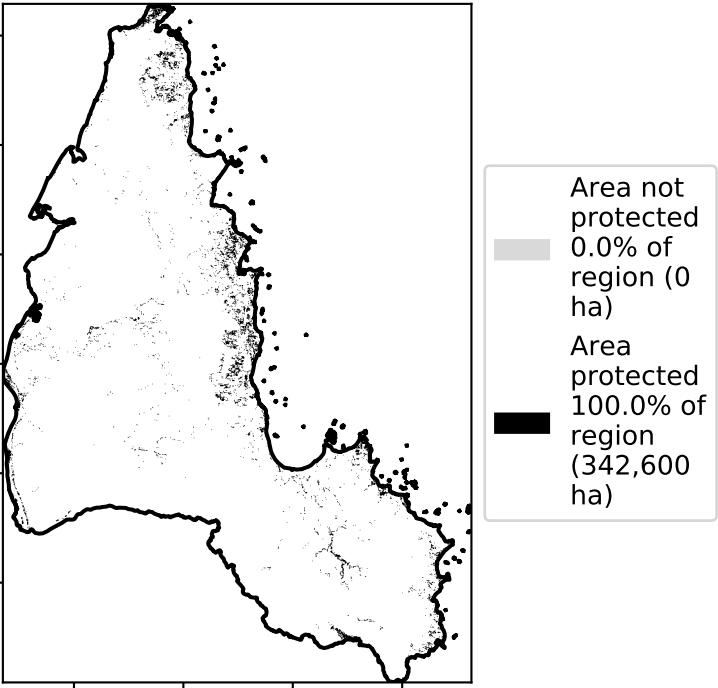 Area not
protected
0.0% of
region (0
ha)
Area
protected
100.0% of
region
(342,600
ha)